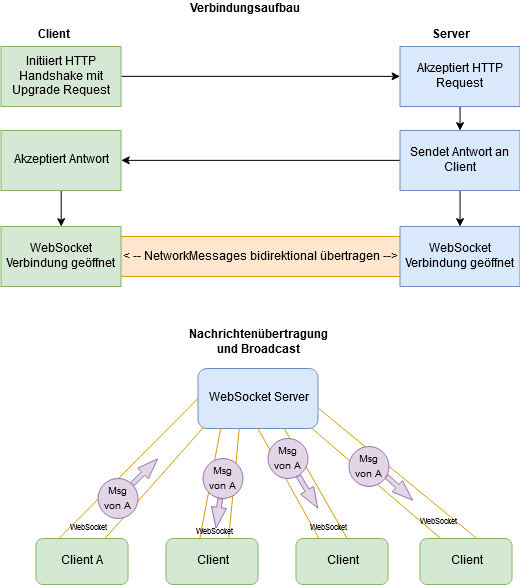 Verbindungsaufbau
Client
Server
Initiiert HTTP
Handshake mit
Upgrade Request
Akzeptiert HTTP
Request
Akzeptiert Antwort
Sendet Antwort an
Client
WebSocket
Verbindung geöffnet
< -- NetworkMessages bidirektional übertragen -->
WebSocket
Verbindung geöffnet
Nachrichtenübertragung
und Broadcast
WebSocket Server
Msg
von A
Msg
von A
Msg
von A
Msg
von A
WebSocket
WebSocket
WebSocket
WebSocket
Client A
Client
Client
Client